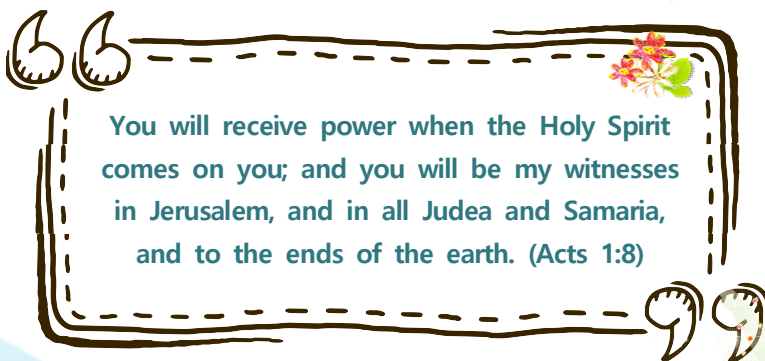 You will receive power when the Holy Spirit
comes on you; and you will be my witnesses
in Jerusalem, and in all Judea and Samaria,
and to the ends of the earth. (Acts 1:8)